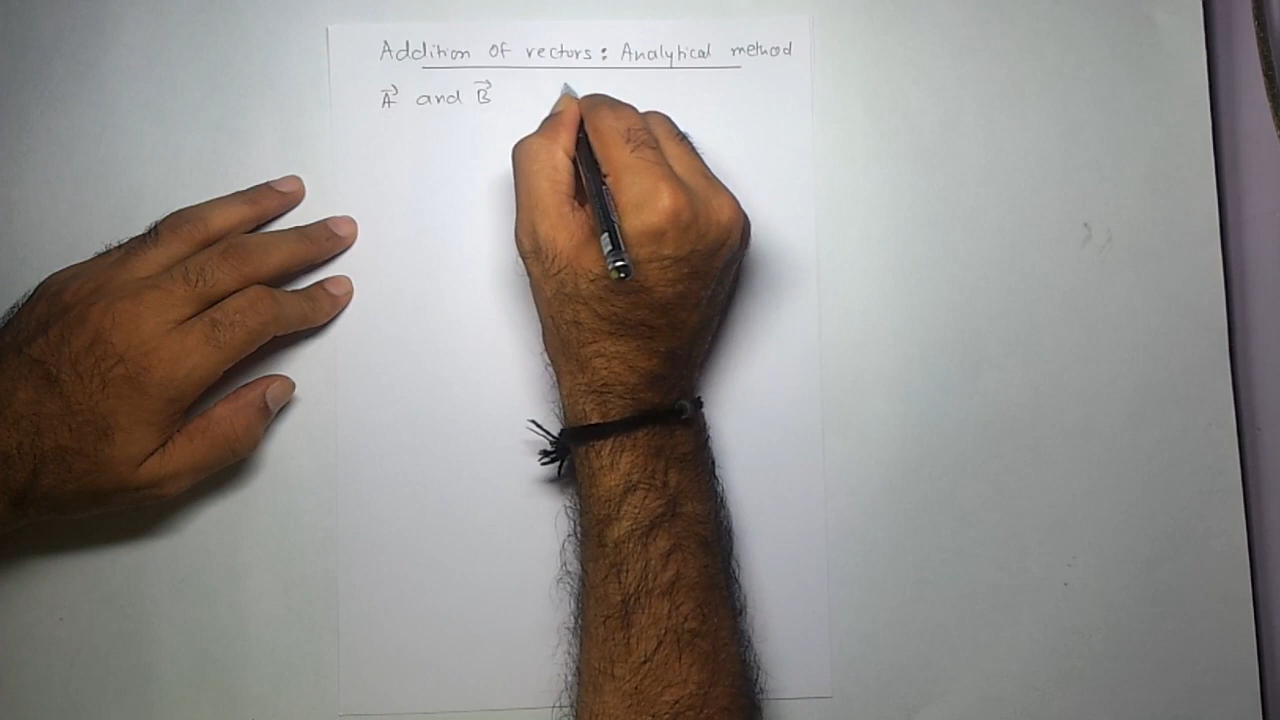 Addition of vectors: Analytical method
A⃗ and B⃗